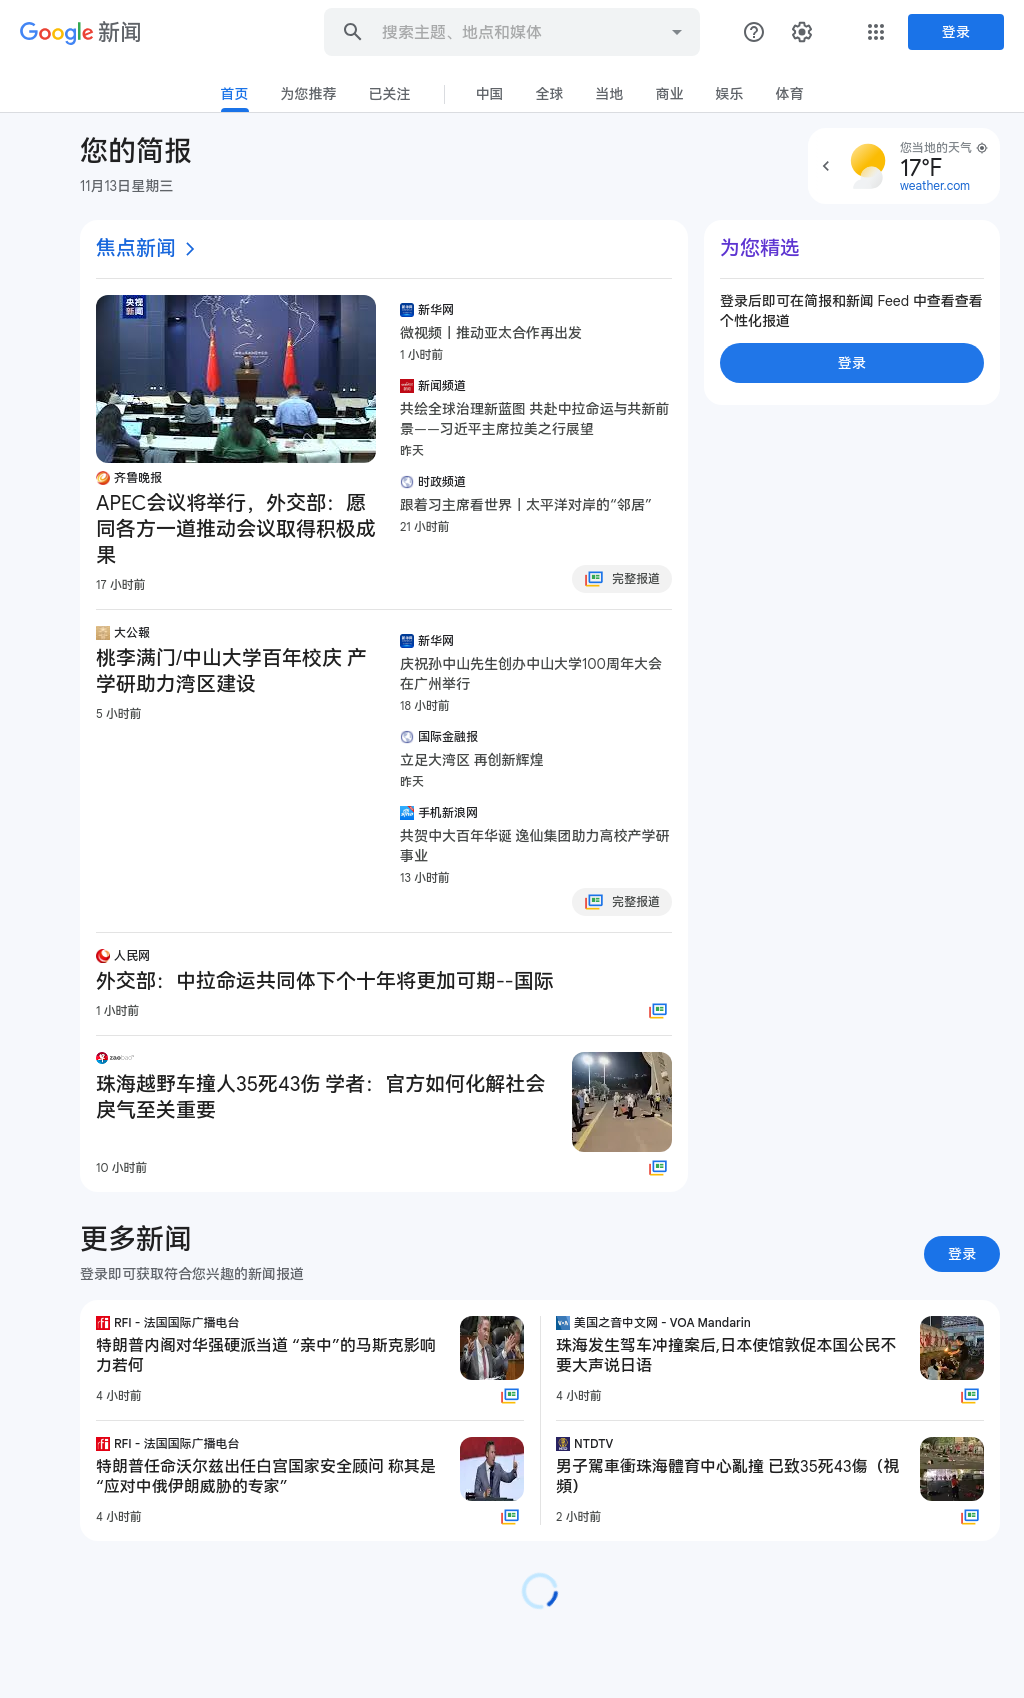 Google 新闻
搜索主题、地点和媒体
登录
首页
为您推荐
已关注
中国
全球
当地
商业
娱乐
体育
您的简报
11月13日星期三
您当地的天气
17°F
weather.com
焦点新闻
央视
新闻
齐鲁晚报
APEC会议将举行，外交部：愿
同各方一道推动会议取得积极成
果
17 小时前
新华网
微视频丨推动亚太合作再出发
1 小时前
新闻频道
共绘全球治理新蓝图 共赴中拉命运与共新前
景——习近平主席拉美之行展望
昨天
时政频道
跟着习主席看世界丨太平洋对岸的“邻居”
21 小时前
完整报道
大公報
桃李满门/中山大学百年校庆 产
学研助力湾区建设
5 小时前
新华网
庆祝孙中山先生创办中山大学100周年大会
在广州举行
18 小时前
国际金融报
立足大湾区 再创新辉煌
昨天
手机新浪网
共贺中大百年华诞 逸仙集团助力高校产学研
事业
13 小时前
完整报道
人民网
外交部：中拉命运共同体下个十年将更加可期--国际
1 小时前
zaobao
珠海越野车撞人35死43伤 学者：官方如何化解社会
戾气至关重要
10 小时前
为您精选
登录后即可在简报和新闻 Feed 中查看查看
个性化报道
登录
更多新闻
登录即可获取符合您兴趣的新闻报道
登录
RFI - 法国国际广播电台
特朗普内阁对华强硬派当道 “亲中”的马斯克影响
力若何
4 小时前
RFI - 法国国际广播电台
特朗普任命沃尔兹出任白宫国家安全顾问 称其是
“应对中俄伊朗威胁的专家”
4 小时前
美国之音中文网 - VOA Mandarin
珠海发生驾车冲撞案后,日本使馆敦促本国公民不
要大声说日语
4 小时前
NTDTV
男子駕車衝珠海體育中心亂撞 已致35死43傷（視
頻）
2 小时前